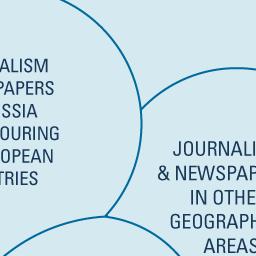 ALISM
PAPERS
SSIA
OURING
OPEAN
TRIES
JOURNALI
& NEWSPAP
IN OTHE
GEOGRAPH
AREAS